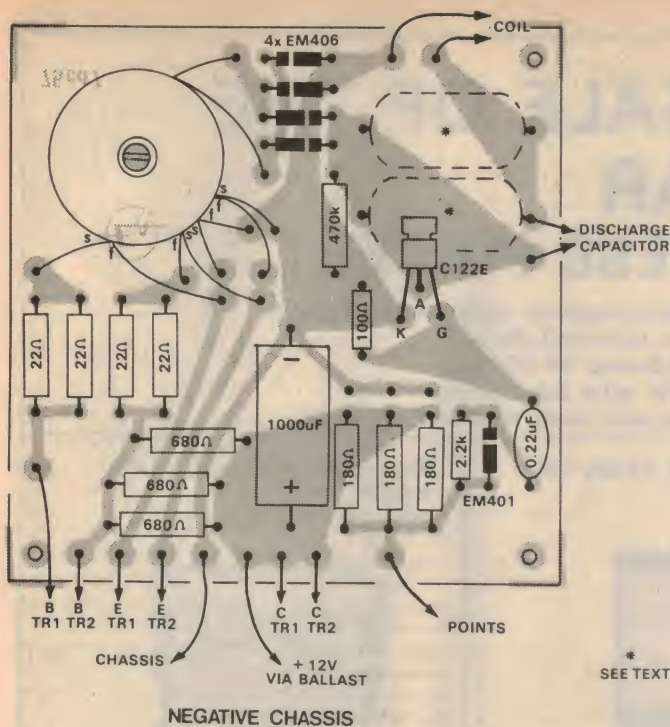 4x EM406
COIL
*
*
DISCHARGE
CAPACITOR
470k
C122E
K A G
100Ω
s f s f f s s f
22Ω 22Ω 22Ω 22Ω
1000uF
−
+
680Ω
680Ω
680Ω
180Ω 180Ω 180Ω
2.2k
0.22uF
EM401
B TR1
B TR2
E TR1
E TR2
C TR1
C TR2
POINTS
CHASSIS
+ 12V
VIA BALLAST
*
SEE TEXT
NEGATIVE CHASSIS